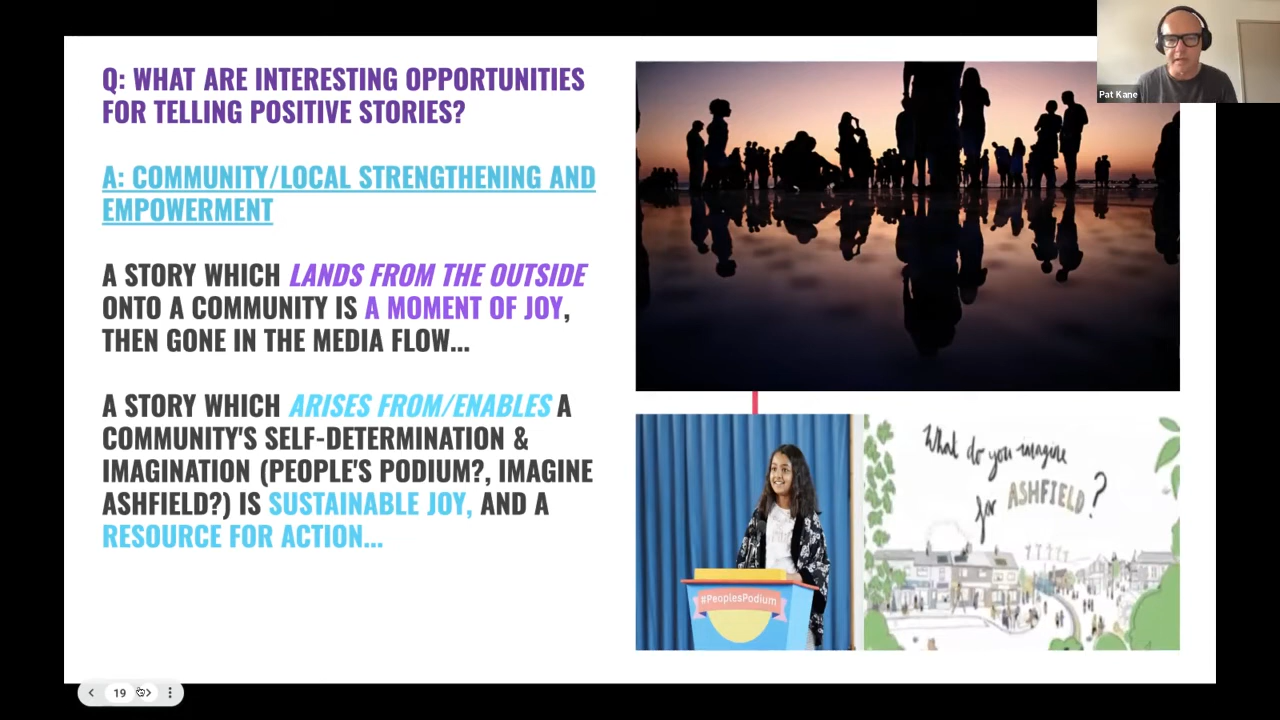 Q: WHAT ARE INTERESTING OPPORTUNITIES
FOR TELLING POSITIVE STORIES?
A: COMMUNITY/LOCAL STRENGTHENING AND
EMPOWERMENT
A STORY WHICH LANDS FROM THE OUTSIDE
ONTO A COMMUNITY IS A MOMENT OF JOY,
THEN GONE IN THE MEDIA FLOW...
A STORY WHICH ARISES FROM/ENABLES A
COMMUNITY'S SELF-DETERMINATION &
IMAGINATION (PEOPLE'S PODIUM?, IMAGINE
ASHFIELD?) IS SUSTAINABLE JOY, AND A
RESOURCE FOR ACTION...
Pat Kane
#PeoplesPodium
What do you imagine
for ASHFIELD?
19